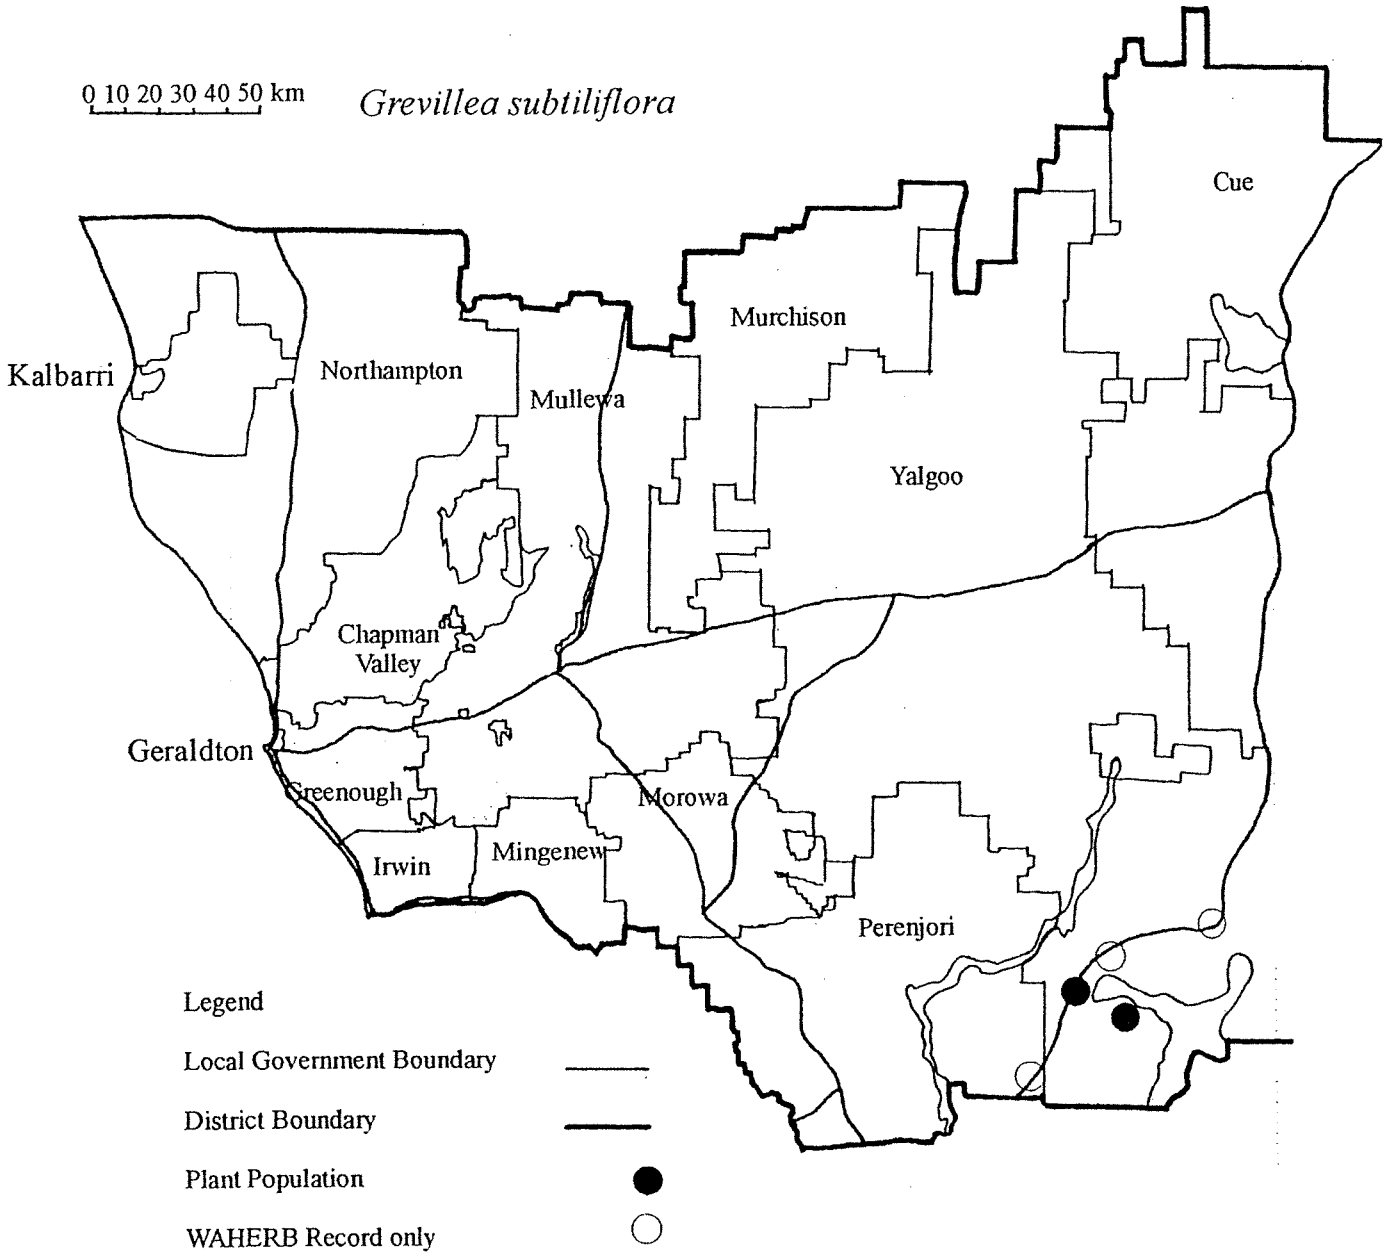 0 10 20 30 40 50 km
Grevillea subtiliflora
Cue
Murchison
Kalbarri
Northampton
Mullewa
Yalgoo
Chapman
Valley
Geraldton
Greenough
Morowa
Irwin
Mingenew
Perenjori
Legend
Local Government Boundary
District Boundary
Plant Population
WAHERB Record only